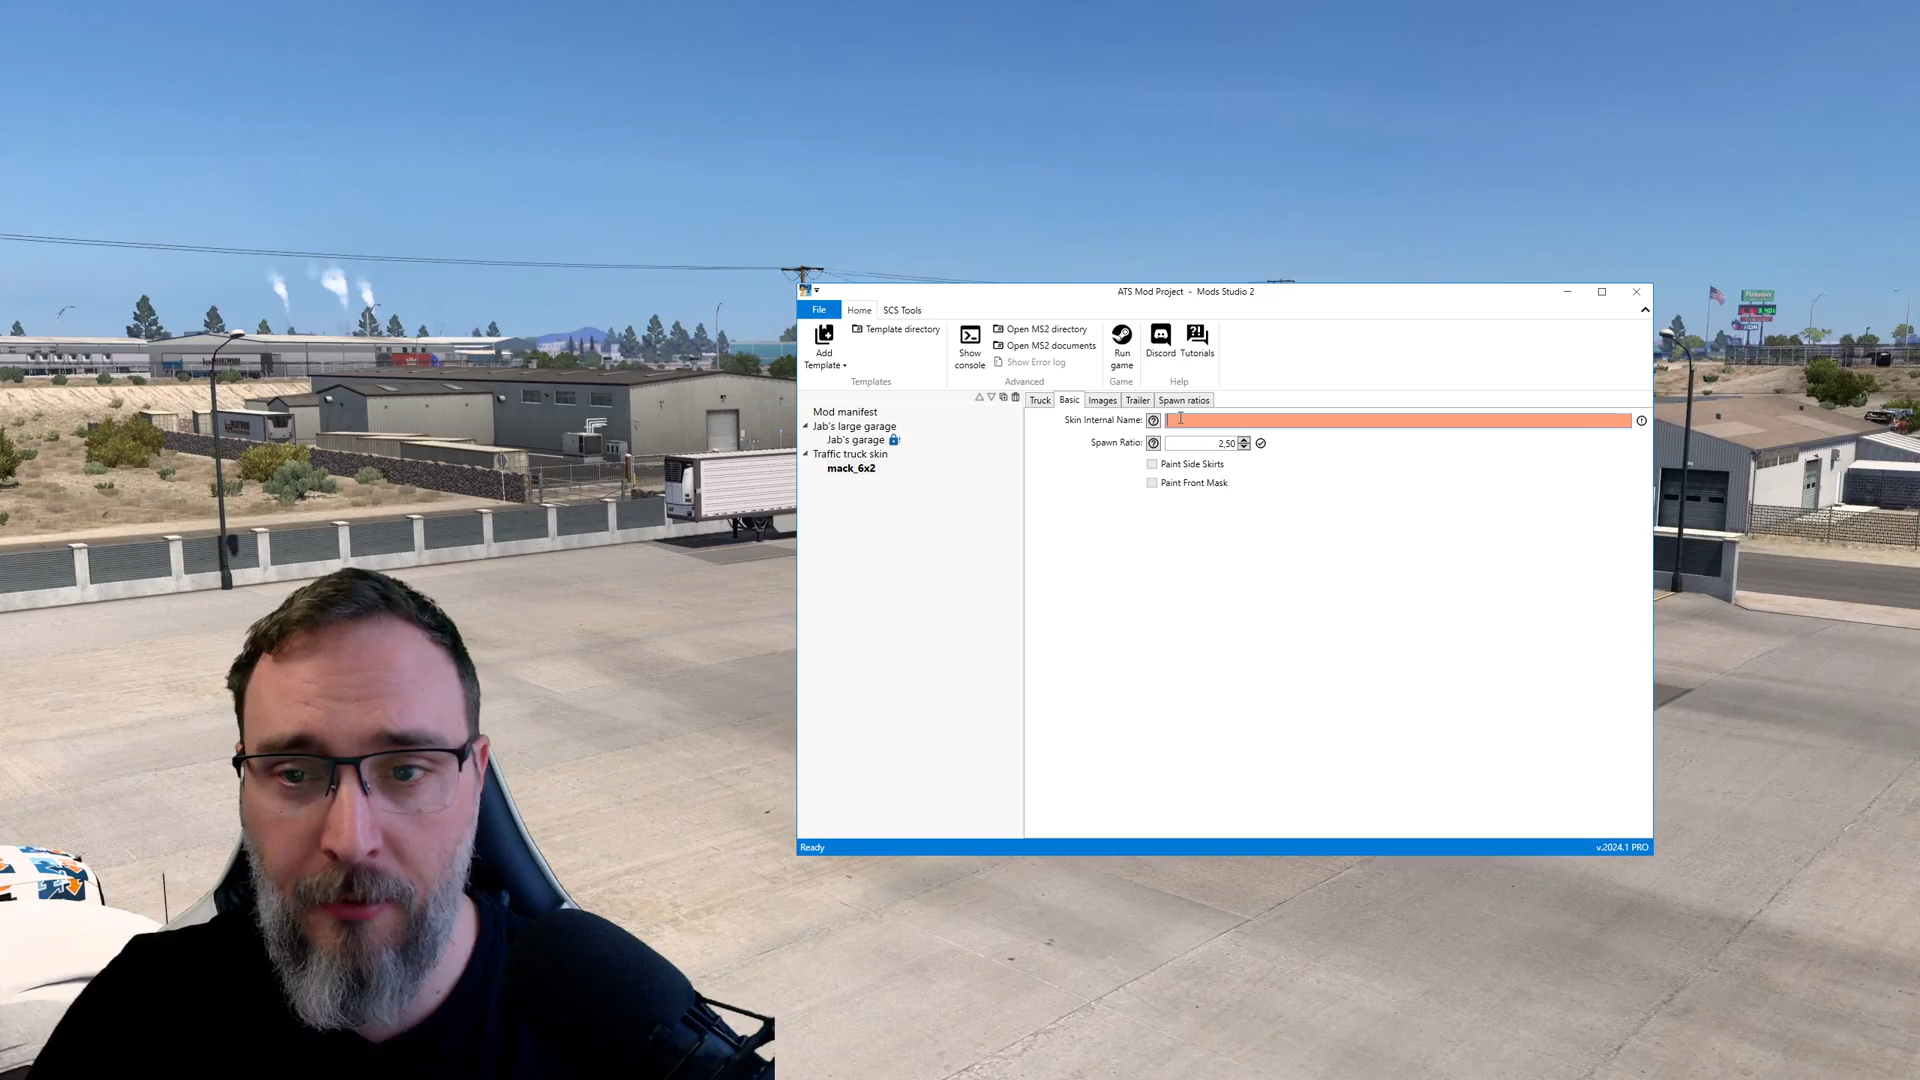 ATS Mod Project - Mods Studio 2
File Home SCS Tools
Add Template
Template directory
Templates
Show console
Open MS2 directory
Open MS2 documents
Show Error log
Advanced
Run game
Game
Discord
Tutorials
Help
Mod manifest
Jab's large garage
Jab's garage
Traffic truck skin
mack_6x2
Truck Basic Images Trailer Spawn ratios
Skin Internal Name:
Spawn Ratio: 2,50
Paint Side Skirts
Paint Front Mask
Ready
v.2024.1 PRO